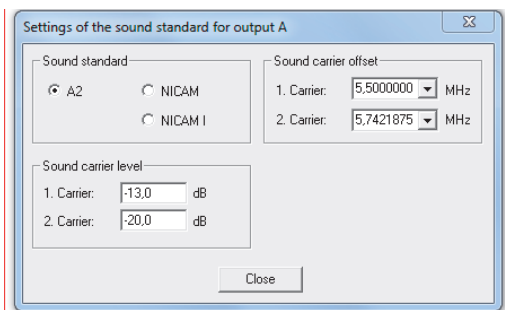 Settings of the sound standard for output A
Sound standard
A2
NICAM
NICAM I
Sound carrier offset
1. Carrier: 5,5000000 MHz
2. Carrier: 5,7421875 MHz
Sound carrier level
1. Carrier: -13,0 dB
2. Carrier: -20,0 dB
Close